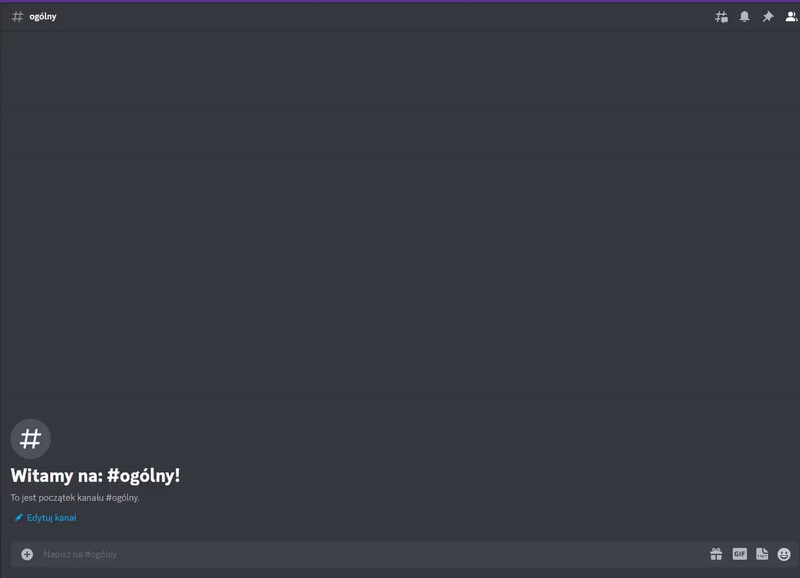 ogólny
Witamy na: #ogólny!
To jest początek kanału #ogólny.
Edytuj kanał
Napisz na #ogólny
GIF